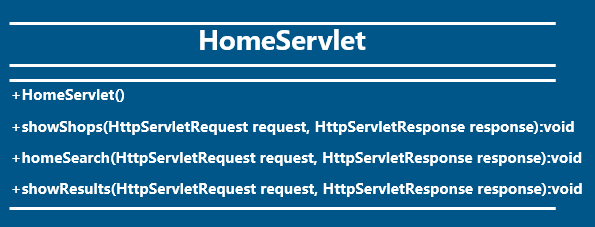 HomeServlet
+HomeServlet()
+showShops(HttpServletRequest request, HttpServletResponse response):void
+homeSearch(HttpServletRequest request, HttpServletResponse response):void
+showResults(HttpServletRequest request, HttpServletResponse response):void